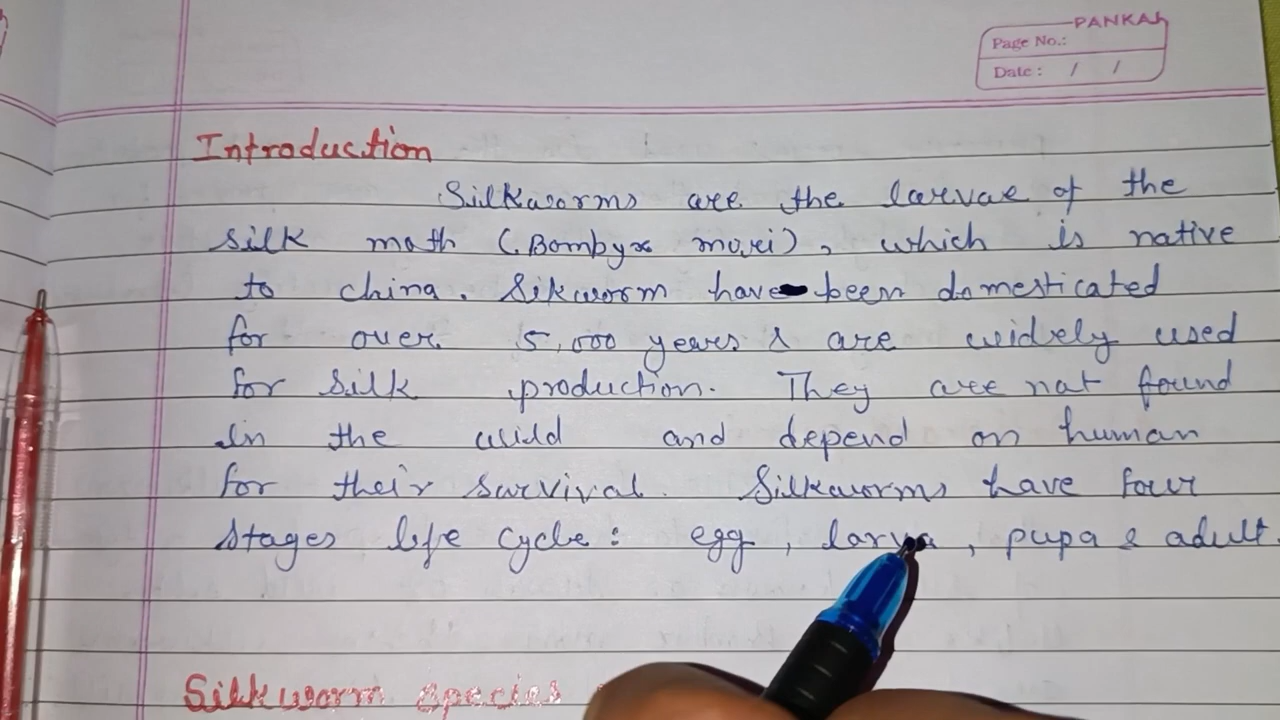 PANKAJ
Page No.:
Date: / /
Introduction
Silkworms are the larvae of the
silk moth (Bombyx mori), which is native
to china. Sikworm have been domesticated
for over 5,000 years & are widely used
for silk production. They are not found
in the wild and depend on human
for their survival. Silkworms have four
stages life cycle: egg, larva, pupa & adult.
Silkworm species